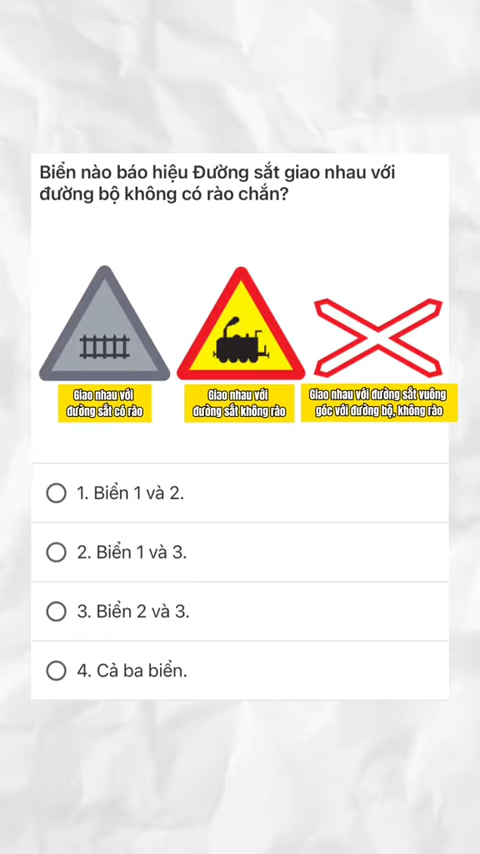 Biển nào báo hiệu Đường sắt giao nhau với
đường bộ không có rào chắn?
Giao nhau với
đường sắt có rào
Giao nhau với
đường sắt không rào
Giao nhau với đường sắt vuông
góc với đường bộ, không rào
1. Biển 1 và 2.
2. Biển 1 và 3.
3. Biển 2 và 3.
4. Cả ba biển.